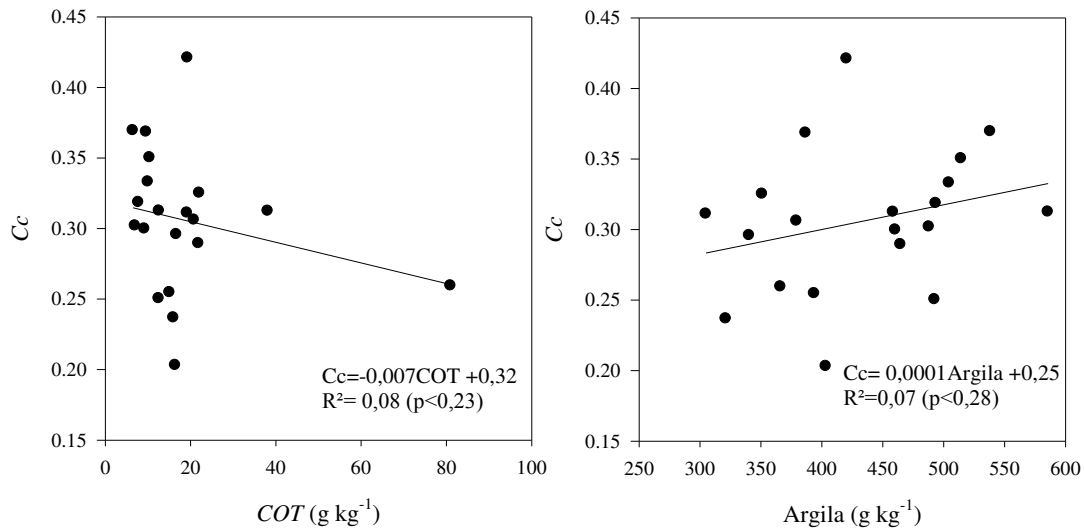 0.45
0.40
0.35
0.30
0.25
0.20
0.15
Cc
Cc=-0,007COT +0,32
R²= 0,08 (p<0,23)
0 20 40 60 80 100
COT (g kg⁻¹)
0.45
0.40
0.35
0.30
0.25
0.20
0.15
Cc
Cc= 0,0001Argila +0,25
R²=0,07 (p<0,28)
250 300 350 400 450 500 550 600
Argila (g kg⁻¹)